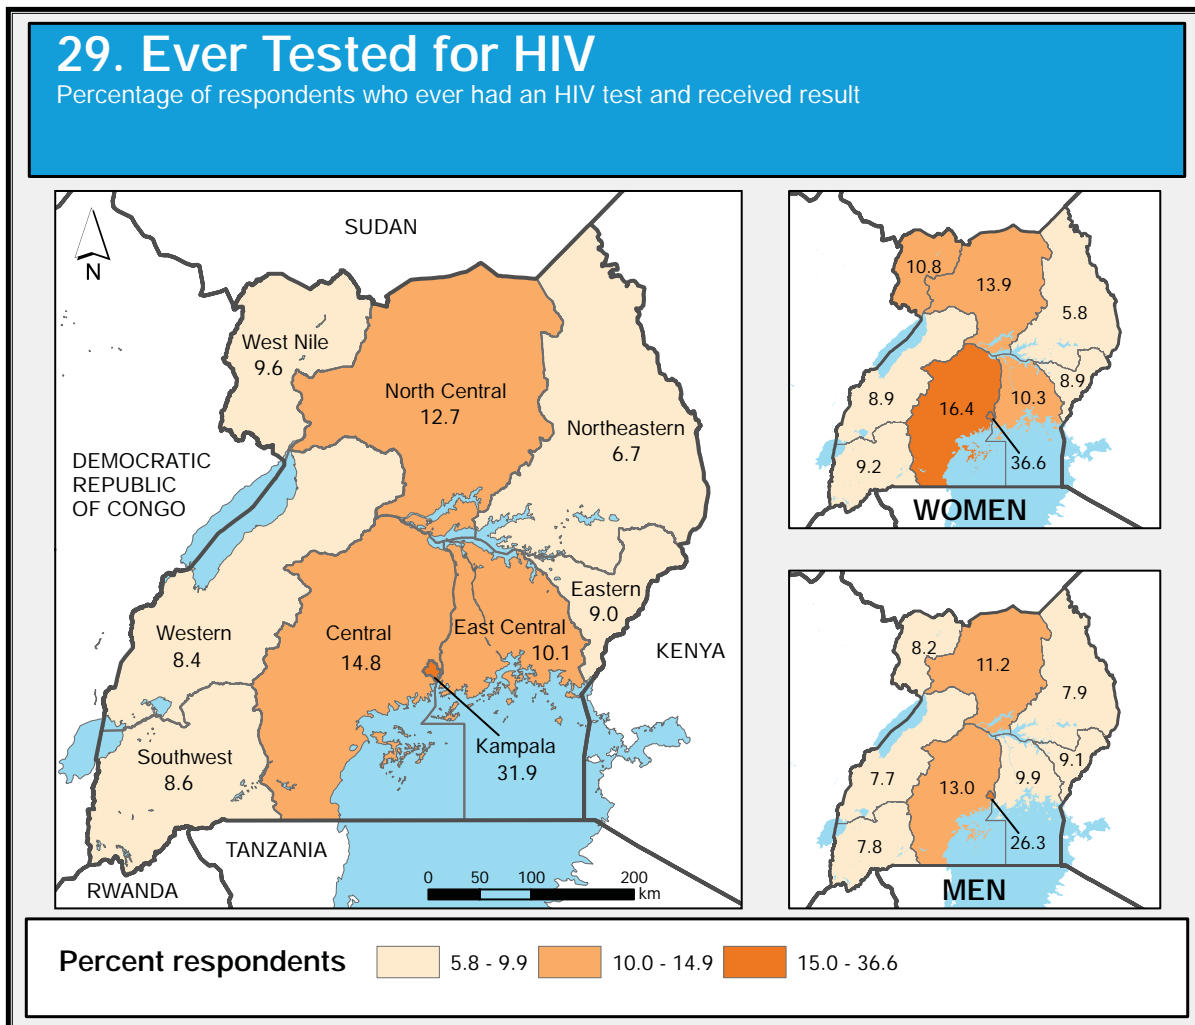 29. Ever Tested for HIV
Percentage of respondents who ever had an HIV test and received result
SUDAN
N
West Nile
9.6
North Central
12.7
Northeastern
6.7
DEMOCRATIC
REPUBLIC
OF CONGO
Eastern
9.0
Western
8.4
Central
14.8
East Central
10.1
KENYA
Southwest
8.6
Kampala
31.9
TANZANIA
RWANDA
0 50 100 200
km
10.8
13.9
5.8
8.9
8.9
16.4
10.3
9.2
36.6
WOMEN
8.2
11.2
7.9
9.1
7.7
13.0
9.9
7.8
26.3
MEN
Percent respondents 5.8 - 9.9 10.0 - 14.9 15.0 - 36.6